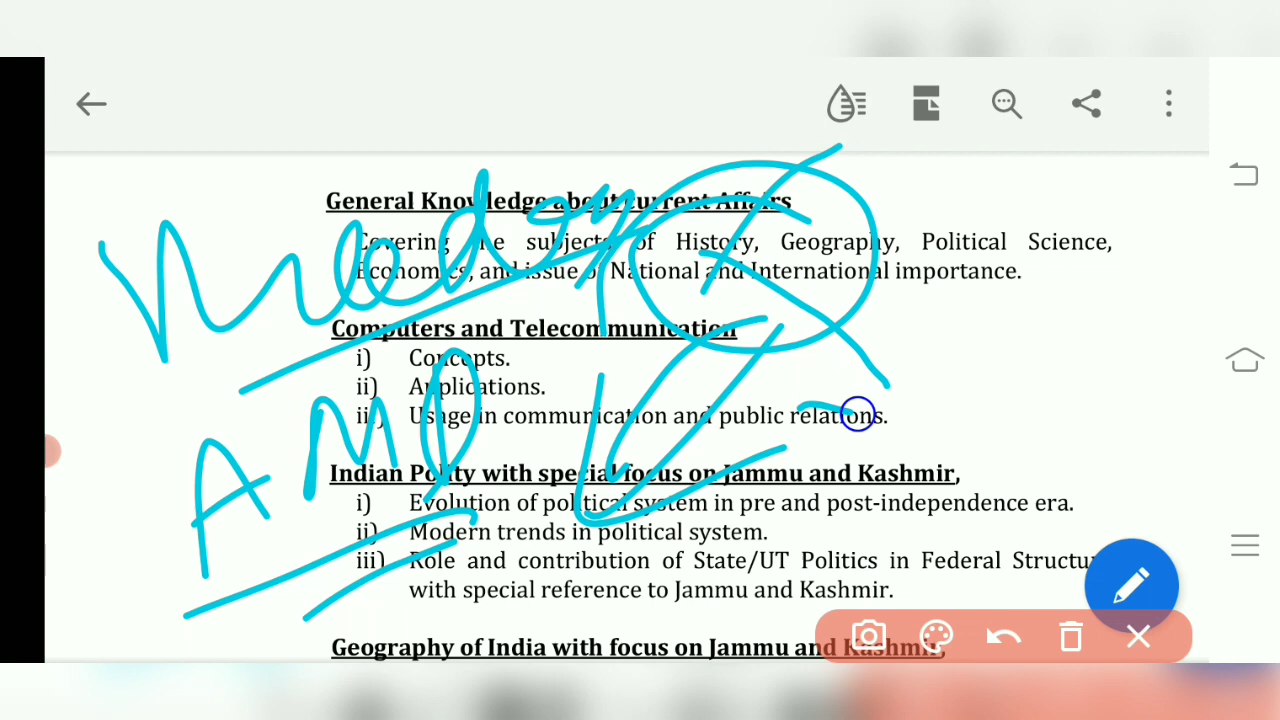 General Knowledge about current Affairs
Covering the subjects of History, Geography, Political Science,
Economics, and issue of National and International importance.
Computers and Telecommunication
i) Concepts.
ii) Applications.
iii) Usage in communication and public relations.
Indian Polity with special focus on Jammu and Kashmir,
i) Evolution of political system in pre and post-independence era.
ii) Modern trends in political system.
iii) Role and contribution of State/UT Politics in Federal Structure
with special reference to Jammu and Kashmir.
Geography of India with focus on Jammu and Kashmir,